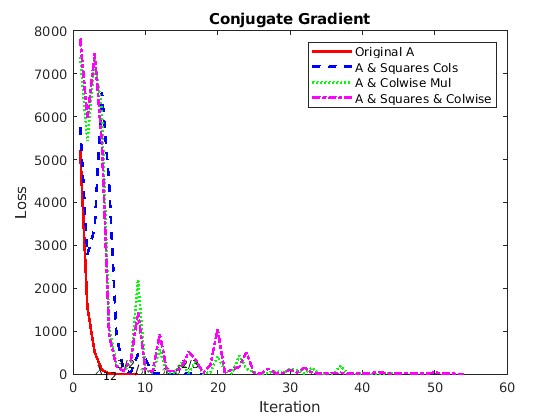 Conjugate Gradient
8000
7000
6000
5000
4000
3000
2000
1000
0
Loss
Original A
A & Squares Cols
A & Colwise Mul
A & Squares & Colwise
12
0 10 20 30 40 50 60
Iteration